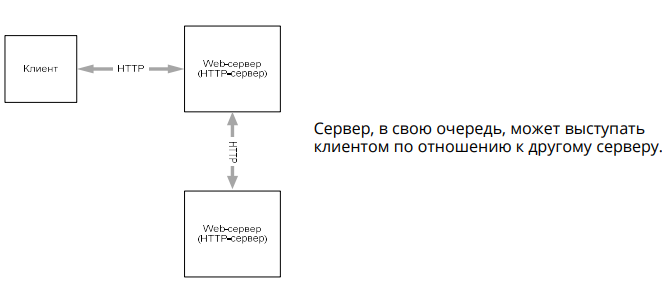 Клиент
HTTP
Web-сервер
(HTTP-сервер)
HTTP
Сервер, в свою очередь, может выступать
клиентом по отношению к другому серверу.
Web-сервер
(HTTP-сервер)